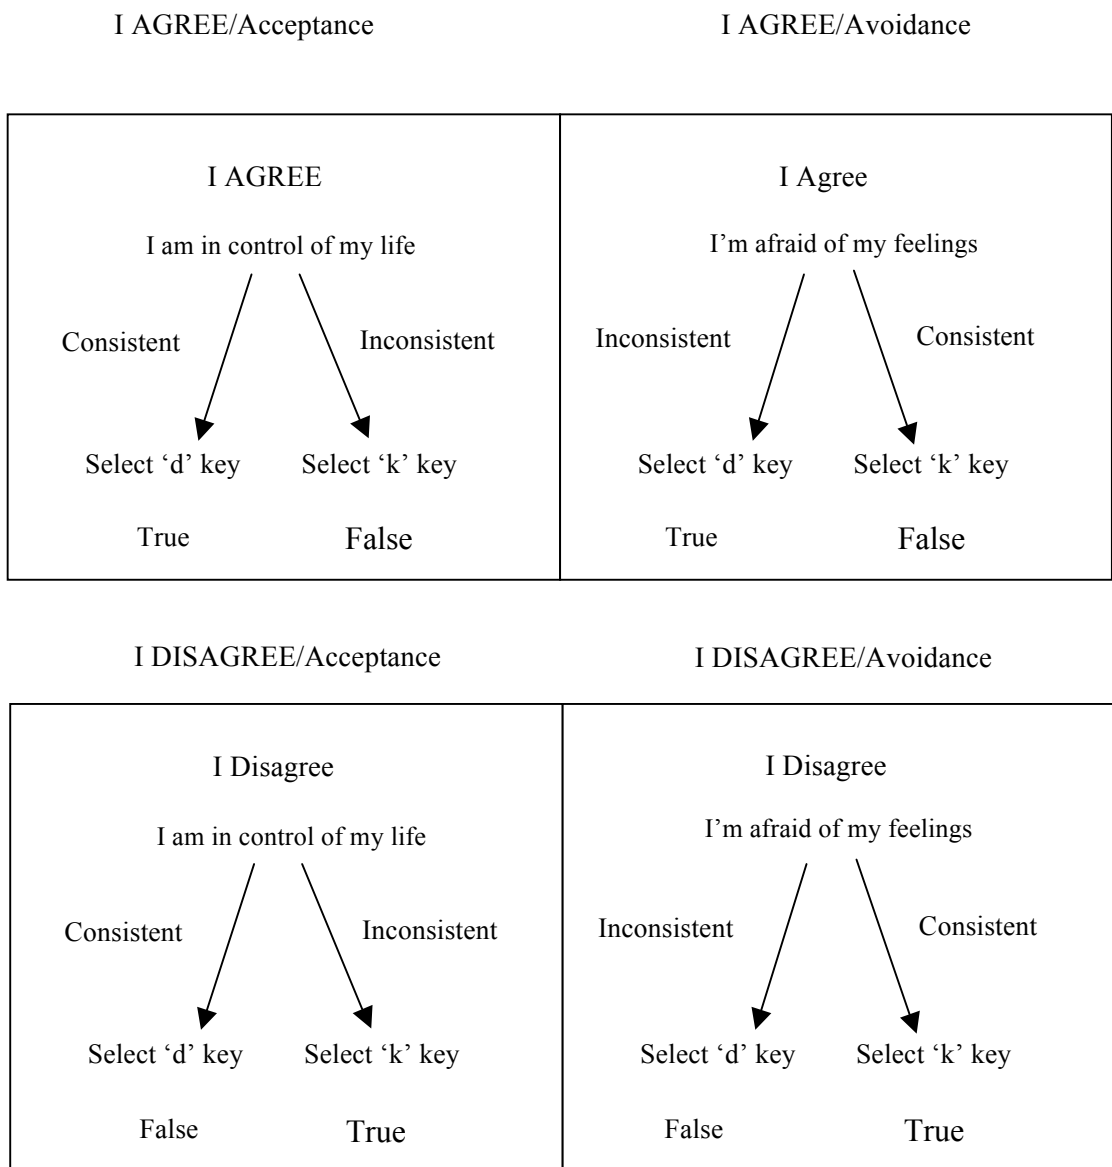 I AGREE/Acceptance
I AGREE/Avoidance
I AGREE
I am in control of my life
Consistent
Inconsistent
Select ‘d’ key
Select ‘k’ key
True
False
I Agree
I’m afraid of my feelings
Inconsistent
Consistent
Select ‘d’ key
Select ‘k’ key
True
False
I DISAGREE/Acceptance
I DISAGREE/Avoidance
I Disagree
I am in control of my life
Consistent
Inconsistent
Select ‘d’ key
Select ‘k’ key
False
True
I Disagree
I’m afraid of my feelings
Inconsistent
Consistent
Select ‘d’ key
Select ‘k’ key
False
True